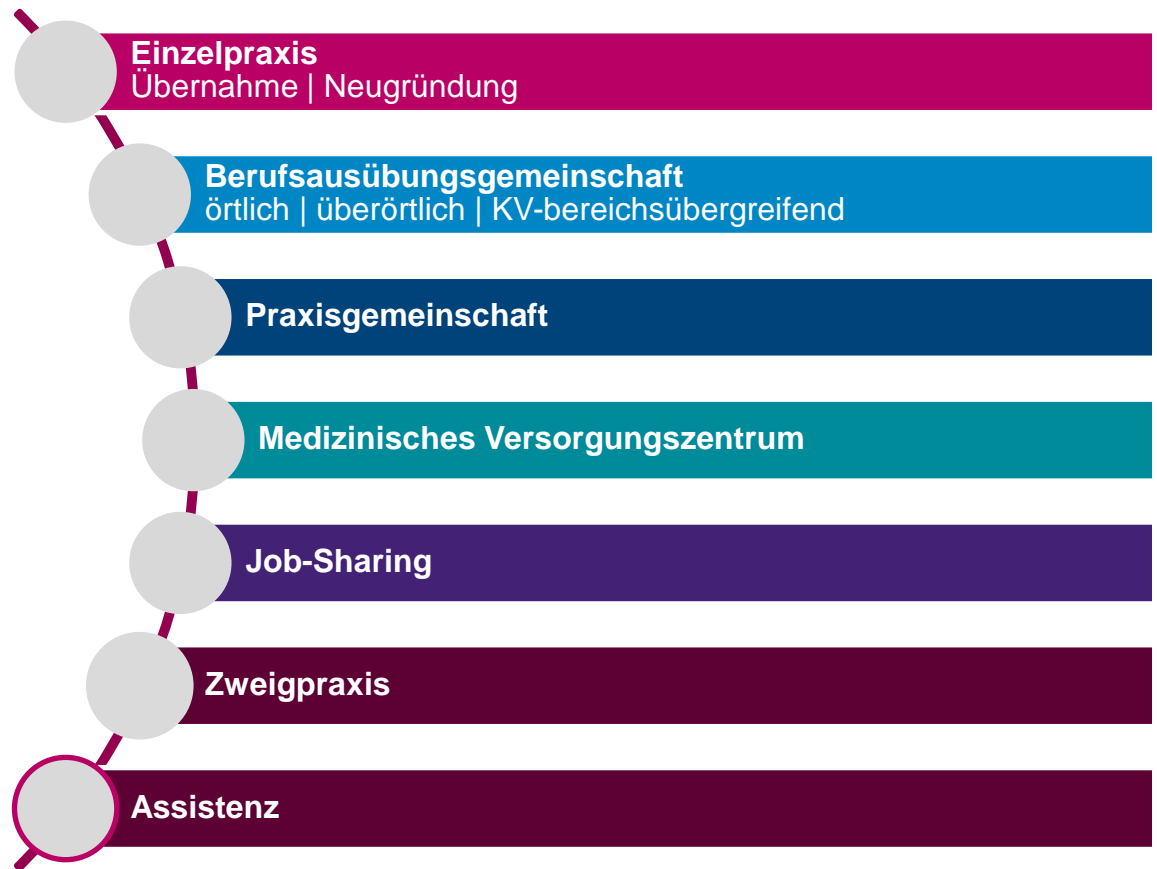 Einzelpraxis
Übernahme | Neugründung
Berufsausübungsgemeinschaft
örtlich | überörtlich | KV-bereichsübergreifend
Praxisgemeinschaft
Medizinisches Versorgungszentrum
Job-Sharing
Zweigpraxis
Assistenz